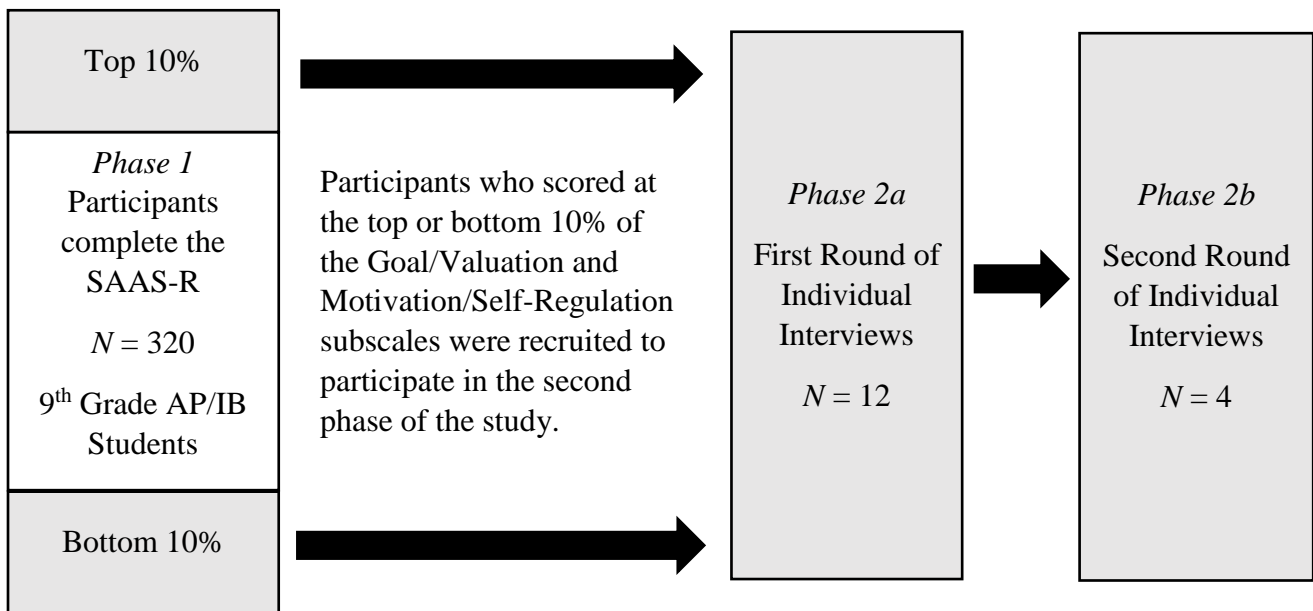 Top 10%
Phase 1
Participants
complete the
SAAS-R
N = 320
9th Grade AP/IB
Students
Bottom 10%
Participants who scored at
the top or bottom 10% of
the Goal/Valuation and
Motivation/Self-Regulation
subscales were recruited to
participate in the second
phase of the study.
Phase 2a
First Round of
Individual
Interviews
N = 12
Phase 2b
Second Round
of Individual
Interviews
N = 4